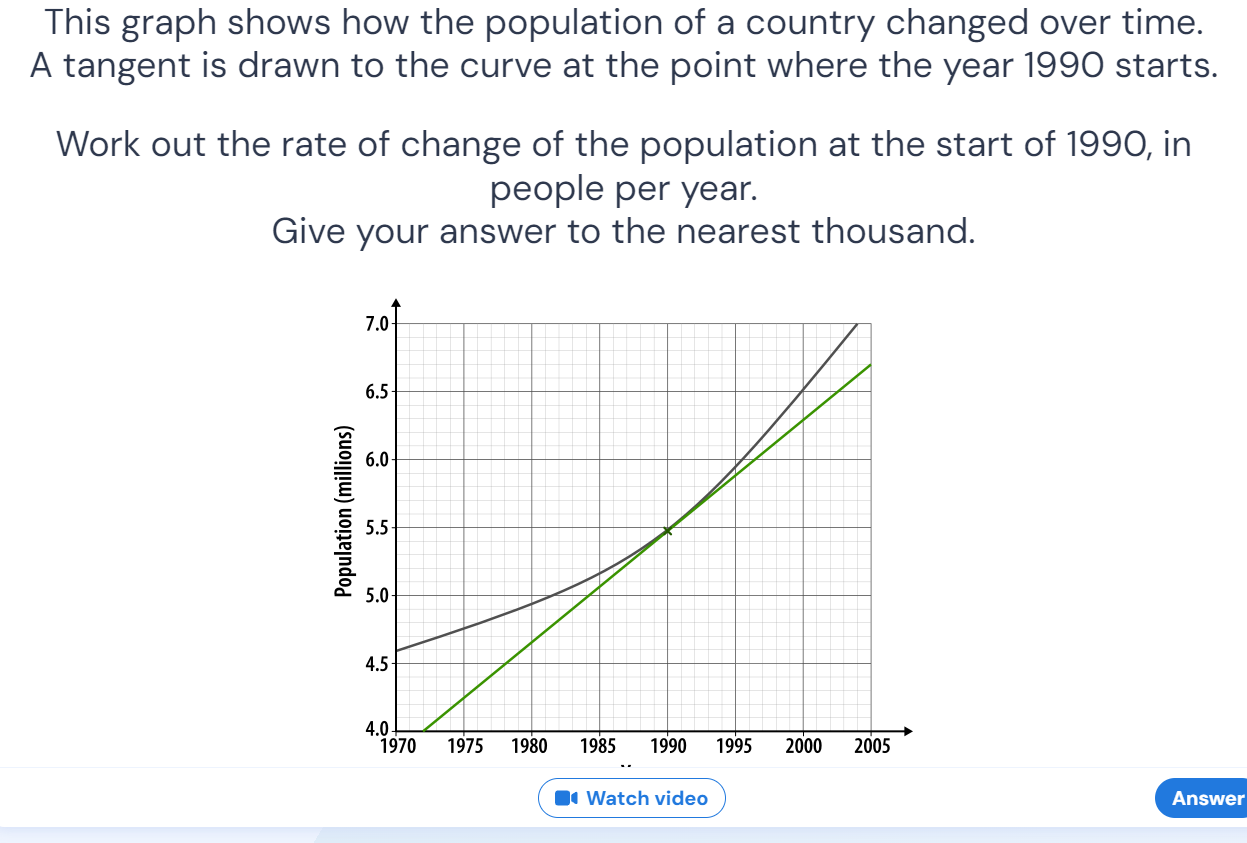 This graph shows how the population of a country changed over time.
A tangent is drawn to the curve at the point where the year 1990 starts.
Work out the rate of change of the population at the start of 1990, in
people per year.
Give your answer to the nearest thousand.
7.0
6.5
6.0
5.5
5.0
4.5
4.0
Population (millions)
1970 1975 1980 1985 1990 1995 2000 2005
Watch video
Answer